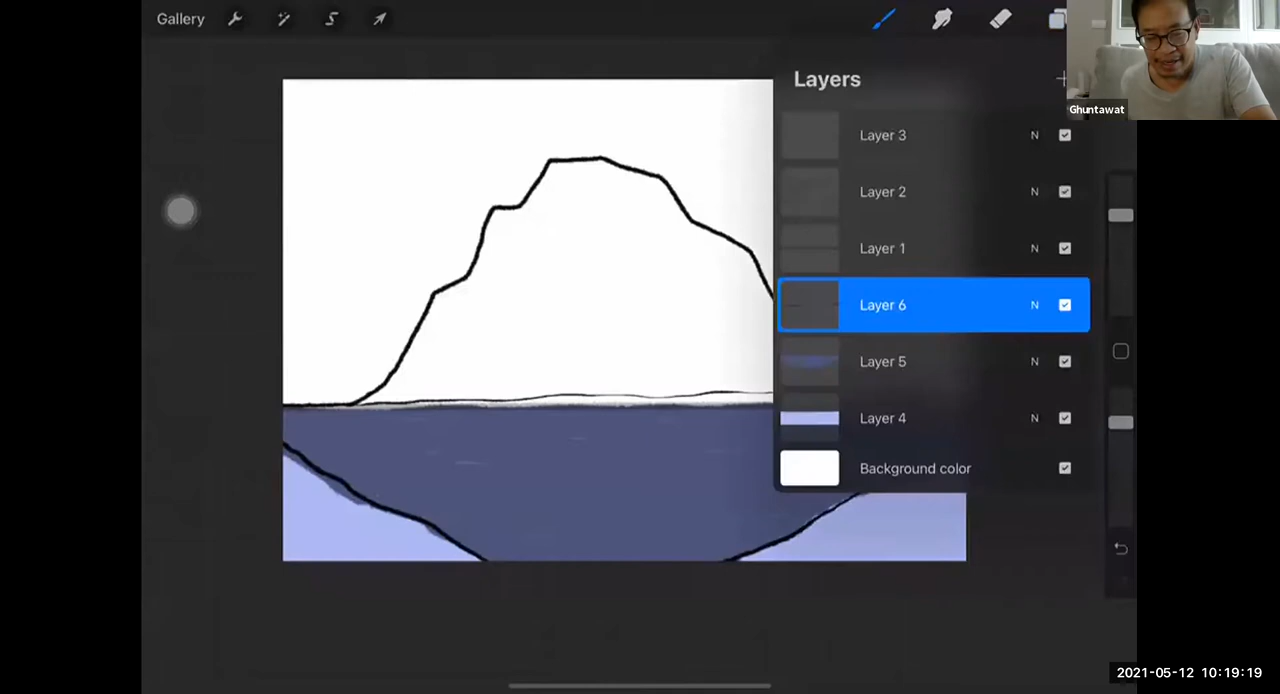 Gallery
Layers
Ghuntawat
Layer 3 N
Layer 2 N
Layer 1 N
Layer 6 N
Layer 5 N
Layer 4 N
Background color
2021-05-12 10:19:19